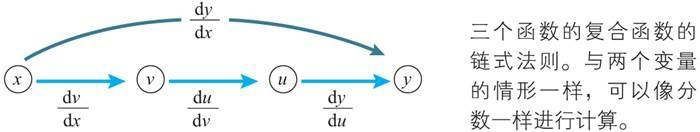 dy/dx
x v u y
dv/dx du/dv dy/du
三个函数的复合函数的
链式法则。与两个变量
的情形一样，可以像分
数一样进行计算。